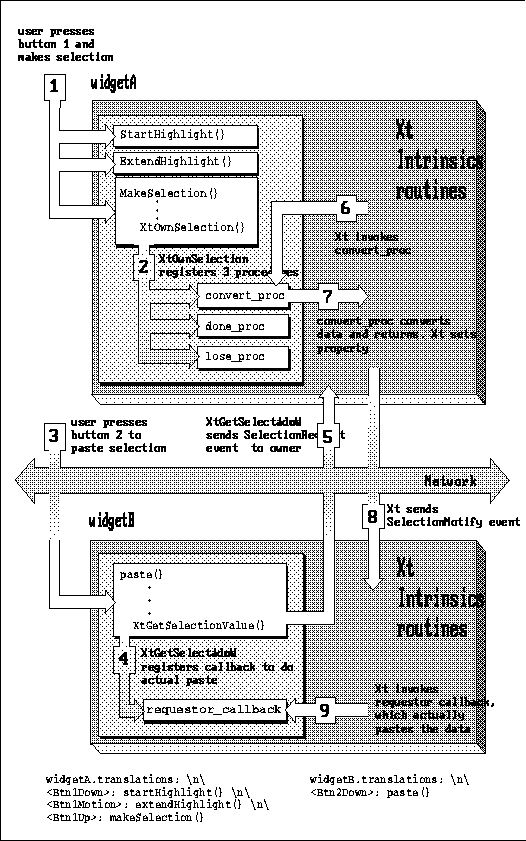 user presses
button 1 and
makes selection
1
widgetA
Xt
Intrinsics
routines
StartHighlight()
ExtendHighlight()
MakeSelection()
.
.
XtOwnSelection()
6
Xt invokes
convert_proc
2
XtOwnSelection
registers 3 procedures
convert_proc
7
done_proc
convert_proc converts
data and returns. Xt sets
property
lose_proc
3
user presses
button 2 to
paste selection
sends SelectionRequest
event to owner
5
Network
8
Xt sends
SelectionNotify event
widgetB
Xt
Intrinsics
routines
paste()
.
.
XtGetSelectionValue()
4
registers callback to do
actual paste
requestor_callback
9
Xt invokes
requestor callback,
which actually
pastes the data
widgetA.translations: \n\
<Btn1Down>: startHighlight() \n\
<Btn1Motion>: extendHighlight() \n\
<Btn1Up>: makeSelection()
widgetB.translations: \n\
<Btn2Down>: paste()